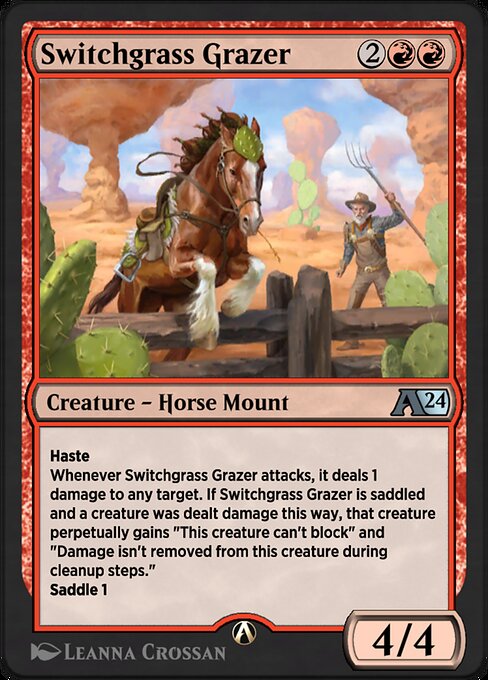 Switchgrass Grazer 2
Creature – Horse Mount A24
Haste
Whenever Switchgrass Grazer attacks, it deals 1
damage to any target. If Switchgrass Grazer is saddled
and a creature was dealt damage this way, that creature
perpetually gains "This creature can't block" and
"Damage isn't removed from this creature during
cleanup steps."
Saddle 1
4/4
Leanna Crossan